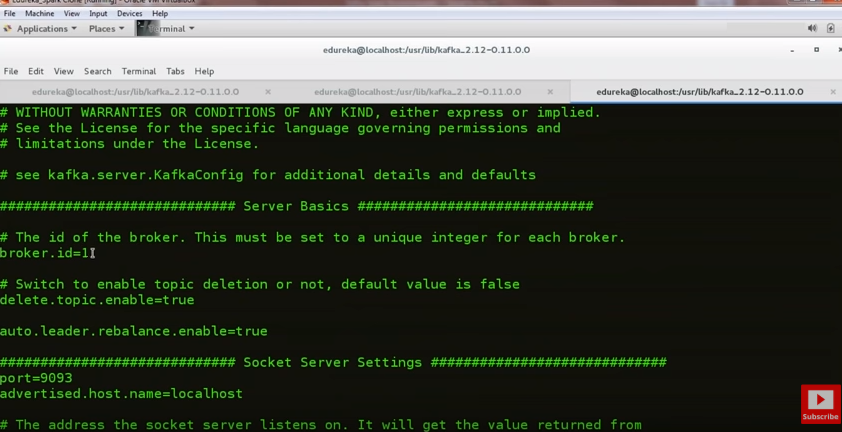 Edureka_Spark Clone [Running] - Oracle VM VirtualBox
File Machine View Input Devices Help
Applications Places Terminal
edureka@localhost:/usr/lib/kafka_2.12-0.11.0.0
File Edit View Search Terminal Tabs Help
edureka@localhost:/usr/lib/kafka_2.12-0.11.0.0 edureka@localhost:/usr/lib/kafka_2.12-0.11.0.0 edureka@localhost:/usr/lib/kafka_2.12-0.11.0.0
# WITHOUT WARRANTIES OR CONDITIONS OF ANY KIND, either express or implied.
# See the License for the specific language governing permissions and
# limitations under the License.
# see kafka.server.KafkaConfig for additional details and defaults
############################# Server Basics #############################
# The id of the broker. This must be set to a unique integer for each broker.
broker.id=1
# Switch to enable topic deletion or not, default value is false
delete.topic.enable=true
auto.leader.rebalance.enable=true
############################# Socket Server Settings #############################
port=9093
advertised.host.name=localhost
# The address the socket server listens on. It will get the value returned from
Subscribe